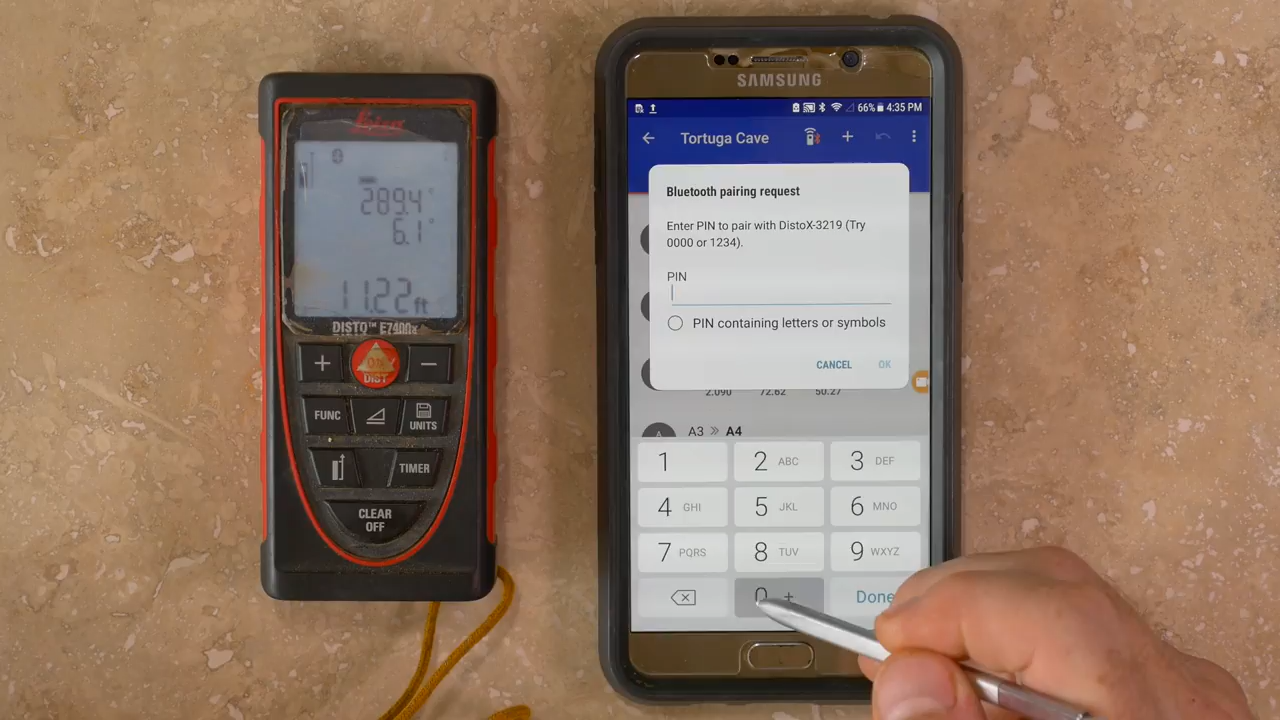 Leica
289.4°
6.1°
11.22 ft
DISTO™ E7400x
+
ON
DIST
−
FUNC
UNITS
TIMER
CLEAR
OFF
SAMSUNG
66% 4:35 PM
Tortuga Cave
Bluetooth pairing request
Enter PIN to pair with DistoX-3219 (Try
0000 or 1234).
PIN
PIN containing letters or symbols
CANCEL OK
2.090 72.62 50.27
A3 » A4
1 2 ABC 3 DEF
4 GHI 5 JKL 6 MNO
7 PQRS 8 TUV 9 WXYZ
0 + Done